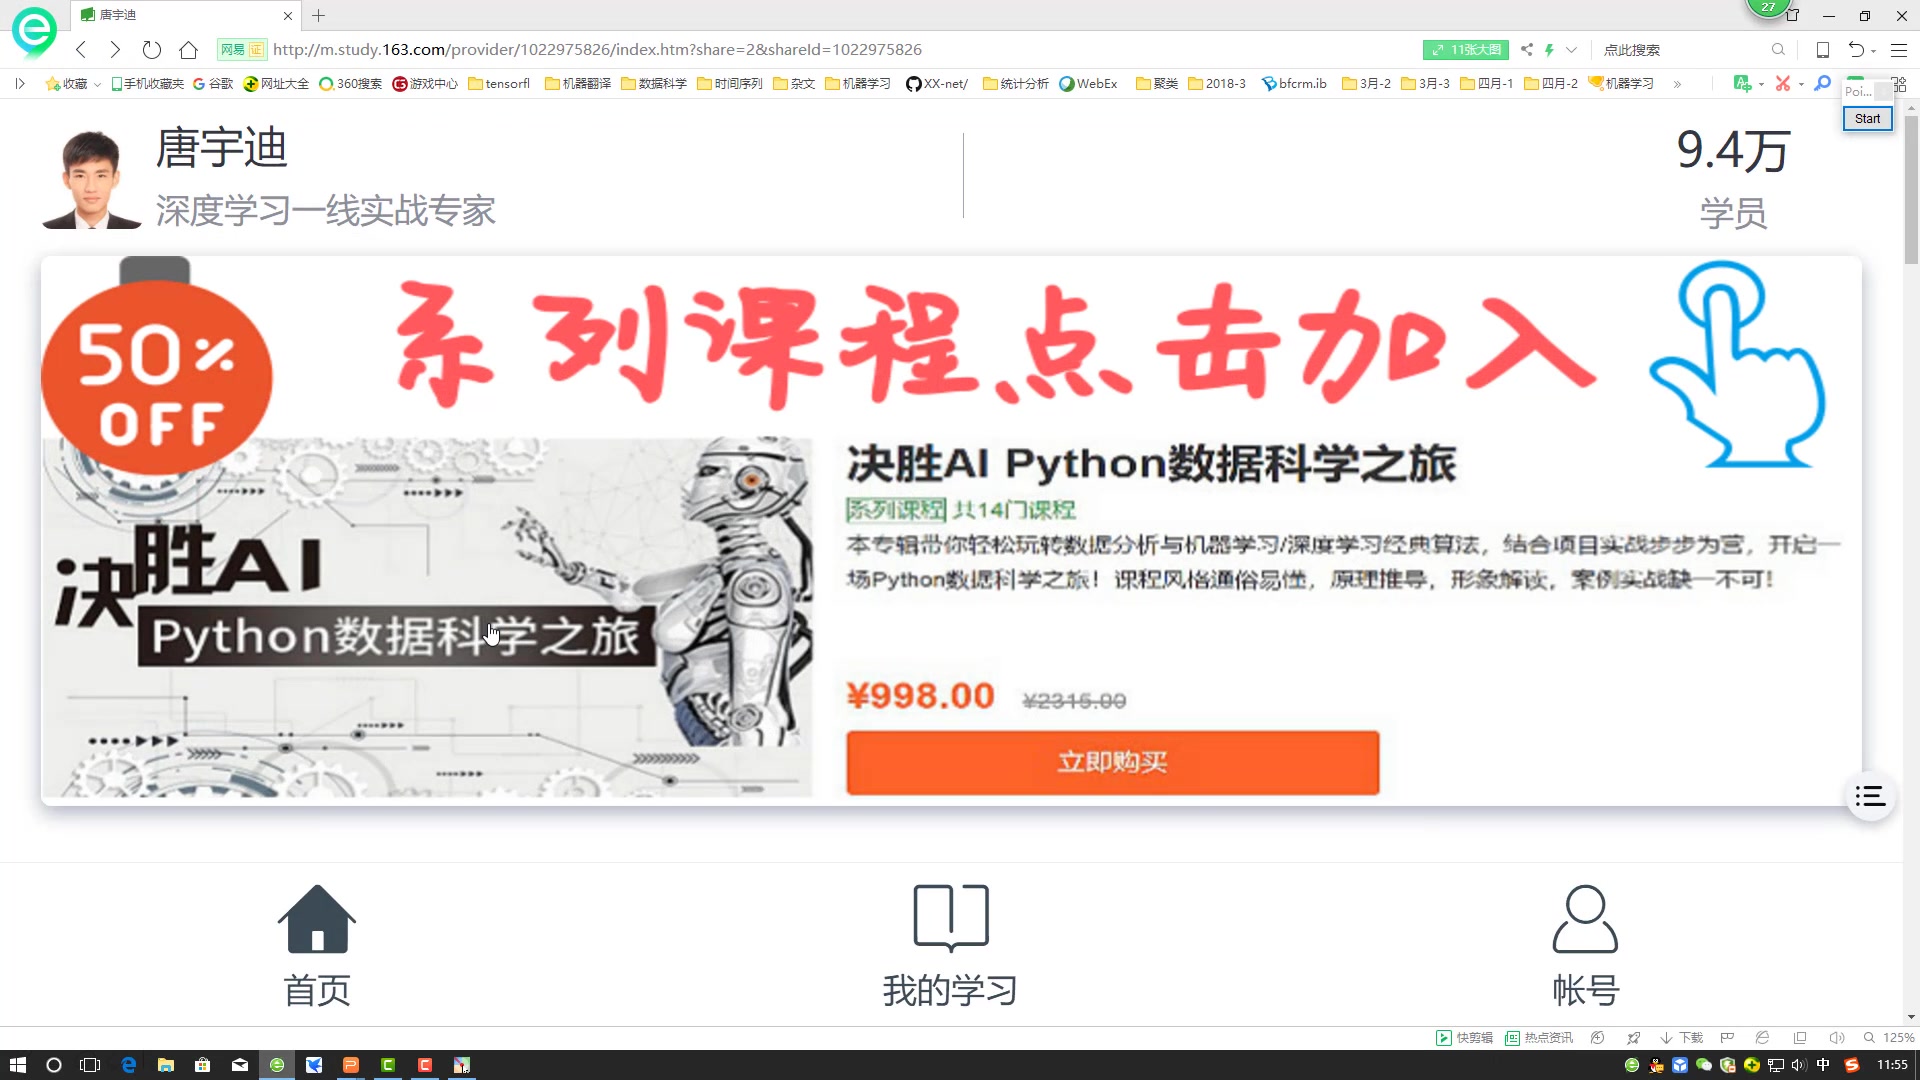 唐宇迪
27
网易 证 http://m.study.163.com/provider/1022975826/index.htm?share=2&shareId=1022975826
11张大图
点此搜索
收藏 手机收藏夹 谷歌 网址大全 360搜索 游戏中心 tensorfl 机器翻译 数据科学 时间序列 杂文 机器学习 XX-net/ 统计分析 WebEx 聚类 2018-3 bfcrm.ib 3月-2 3月-3 四月-1 四月-2 机器学习 »
Poi...
Start
唐宇迪
深度学习一线实战专家
9.4万
学员
50%
OFF
系列课程点击加入
决胜AI
Python数据科学之旅
决胜AI Python数据科学之旅
系列课程 共14门课程
本专辑带你轻松玩转数据分析与机器学习/深度学习经典算法，结合项目实战步步为营，开启一
场Python数据科学之旅！课程风格通俗易懂，原理推导，形象解读，案例实战缺一不可！
¥998.00 ¥2315.00
立即购买
首页 我的学习 帐号
快剪辑 热点资讯 下载 125%
中 11:55